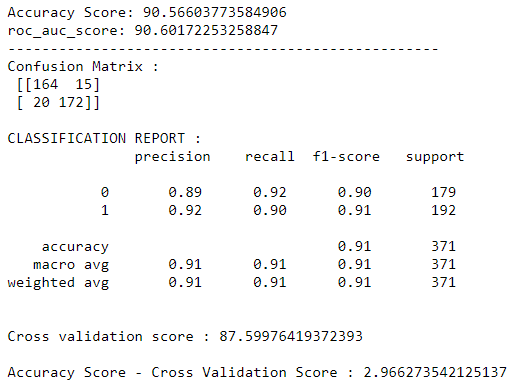 Accuracy Score: 90.56603773584906
roc_auc_score: 90.60172253258847
--------------------------------------------------
Confusion Matrix :
[[164  15]
[ 20 172]]
CLASSIFICATION REPORT :
precision    recall  f1-score   support
0       0.89      0.92      0.90       179
1       0.92      0.90      0.91       192
accuracy                           0.91       371
macro avg       0.91      0.91      0.91       371
weighted avg       0.91      0.91      0.91       371
Cross validation score : 87.59976419372393
Accuracy Score - Cross Validation Score : 2.966273542125137